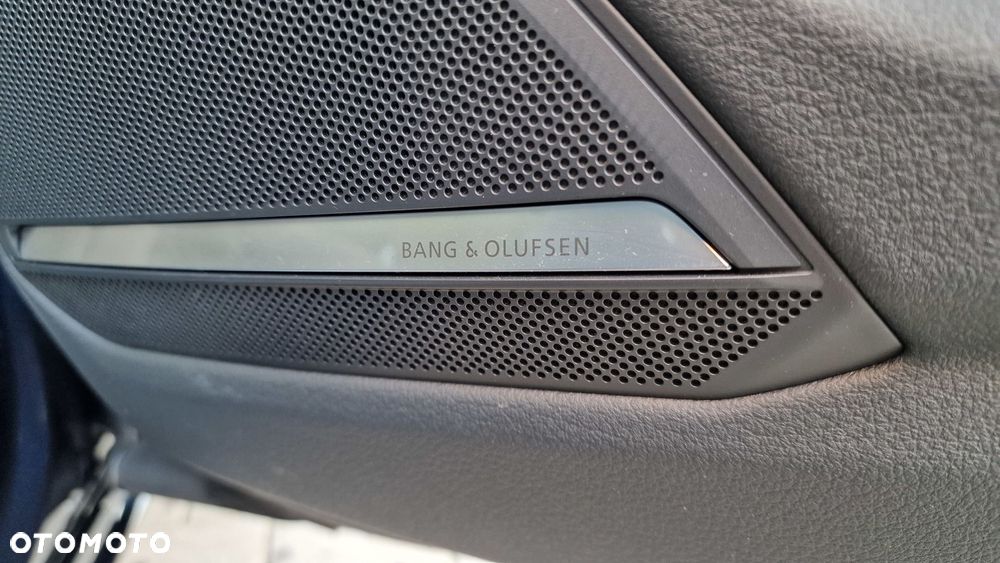 BANG & OLUFSEN
OTOMOTO